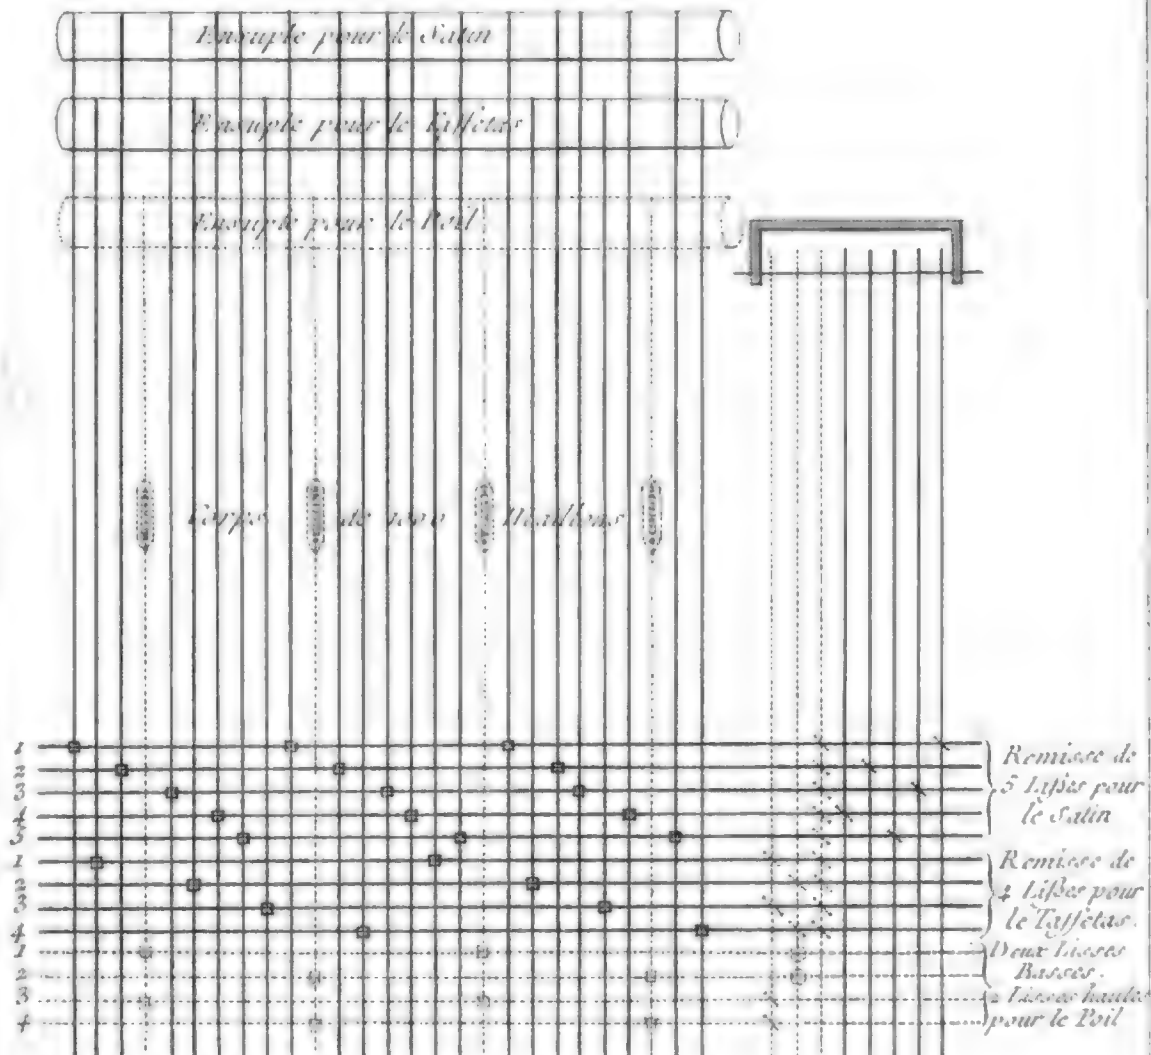 Ensuple pour le Satin
Ensuple pour le Taffetas
Ensuple pour le Poil
Corps de 1000 Maillons
1
2
3
4
5
1
2
3
4
1
2
3
4
Remisse de
5 Lisses pour
le Satin
Remisse de
4 Lisses pour
le Taffetas.
Deux Lisses
Basses.
2 Lisses hautes
pour le Poil